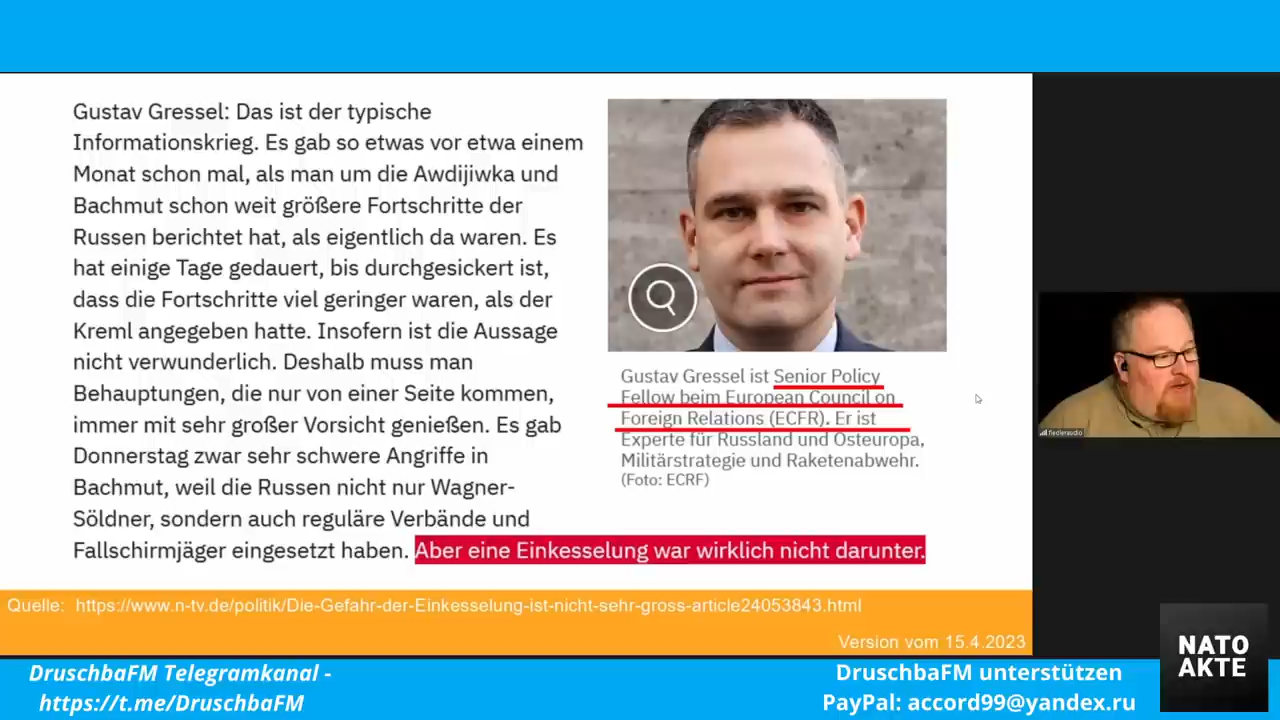 Gustav Gressel: Das ist der typische
Informationskrieg. Es gab so etwas vor etwa einem
Monat schon mal, als man um die Awdijiwka und
Bachmut schon weit größere Fortschritte der
Russen berichtet hat, als eigentlich da waren. Es
hat einige Tage gedauert, bis durchgesickert ist,
dass die Fortschritte viel geringer waren, als der
Kreml angegeben hatte. Insofern ist die Aussage
nicht verwunderlich. Deshalb muss man
Behauptungen, die nur von einer Seite kommen,
immer mit sehr großer Vorsicht genießen. Es gab
Donnerstag zwar sehr schwere Angriffe in
Bachmut, weil die Russen nicht nur Wagner-
Söldner, sondern auch reguläre Verbände und
Fallschirmjäger eingesetzt haben. Aber eine Einkesselung war wirklich nicht darunter.
Gustav Gressel ist Senior Policy
Fellow beim European Council on
Foreign Relations (ECFR). Er ist
Experte für Russland und Osteuropa,
Militärstrategie und Raketenabwehr.
(Foto: ECRF)
fiedleraudio
Quelle: https://www.n-tv.de/politik/Die-Gefahr-der-Einkesselung-ist-nicht-sehr-gross-article24053843.html
Version vom 15.4.2023
DruschbaFM Telegramkanal -
https://t.me/DruschbaFM
DruschbaFM unterstützen
PayPal: accord99@yandex.ru
NATO
AKTE